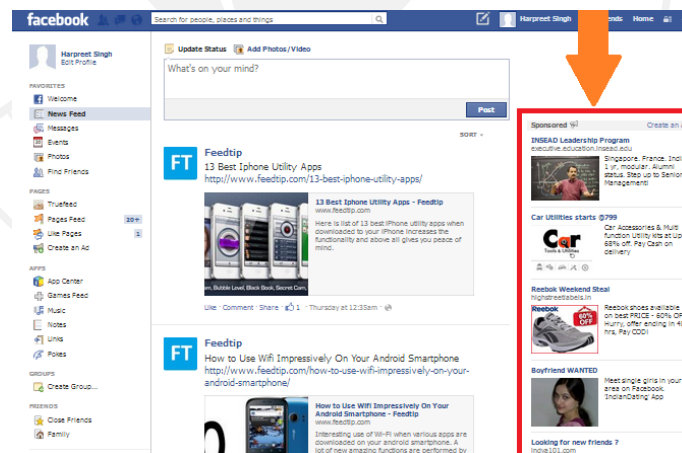 facebook
Search for people, places and things
Harpreet Singh
Home
Harpreet Singh
Edit Profile
FAVORITES
Welcome
News Feed
Messages
Events
Photos
Find Friends
PAGES
Truefeed
Pages Feed 20+
Like Pages 1
Create an Ad
APPS
App Center
Games Feed
Music
Notes
Links
Pokes
GROUPS
Create Group...
FRIENDS
Close Friends
Family
Update Status Add Photos/Video
What's on your mind?
Post
SORT
FT
Feedtip
13 Best Iphone Utility Apps
http://www.feedtip.com/13-best-iphone-utility-apps/
13 Best Iphone Utility Apps - Feedtip
www.feedtip.com
Here is list of 13 best iPhone utility apps when
downloaded to your iPhone increases the
functionality and above all gives you peace of
mind.
Bubble Level, Black Book, Secret Cam,
Like · Comment · Share · 1 · Thursday at 12:35am ·
FT
Feedtip
How to Use Wifi Impressively On Your Android Smartphone
http://www.feedtip.com/how-to-use-wifi-impressively-on-your-
android-smartphone/
How to Use Wifi Impressively On Your
Android Smartphone - Feedtip
www.feedtip.com
Interesting use of Wi-Fi when various apps are
downloaded on your android smartphone. A
lot of new amazing functions are performed by
Sponsored Create an
INSEAD Leadership Program
executive.education.insead.edu
Singapore. France. Indi
1 yr, modular. Alumni
status. Step up to Senior
Management!
Car Utilities starts @799
Car
Tools & Utilities
Car Accessories & Multi
function Utility kits at Up
68% off. Pay Cash on
delivery
Reebok Weekend Steal
highstreetlabels.in
Reebok
60%
OFF
Reebok shoes available
on best PRICE - 60% OF
Hurry, offer ending in 4
hrs, Pay COD!
Boyfriend WANTED
Meet single girls in your
area on Facebook.
'IndianDating' App
Looking for new friends ?
indya101.com